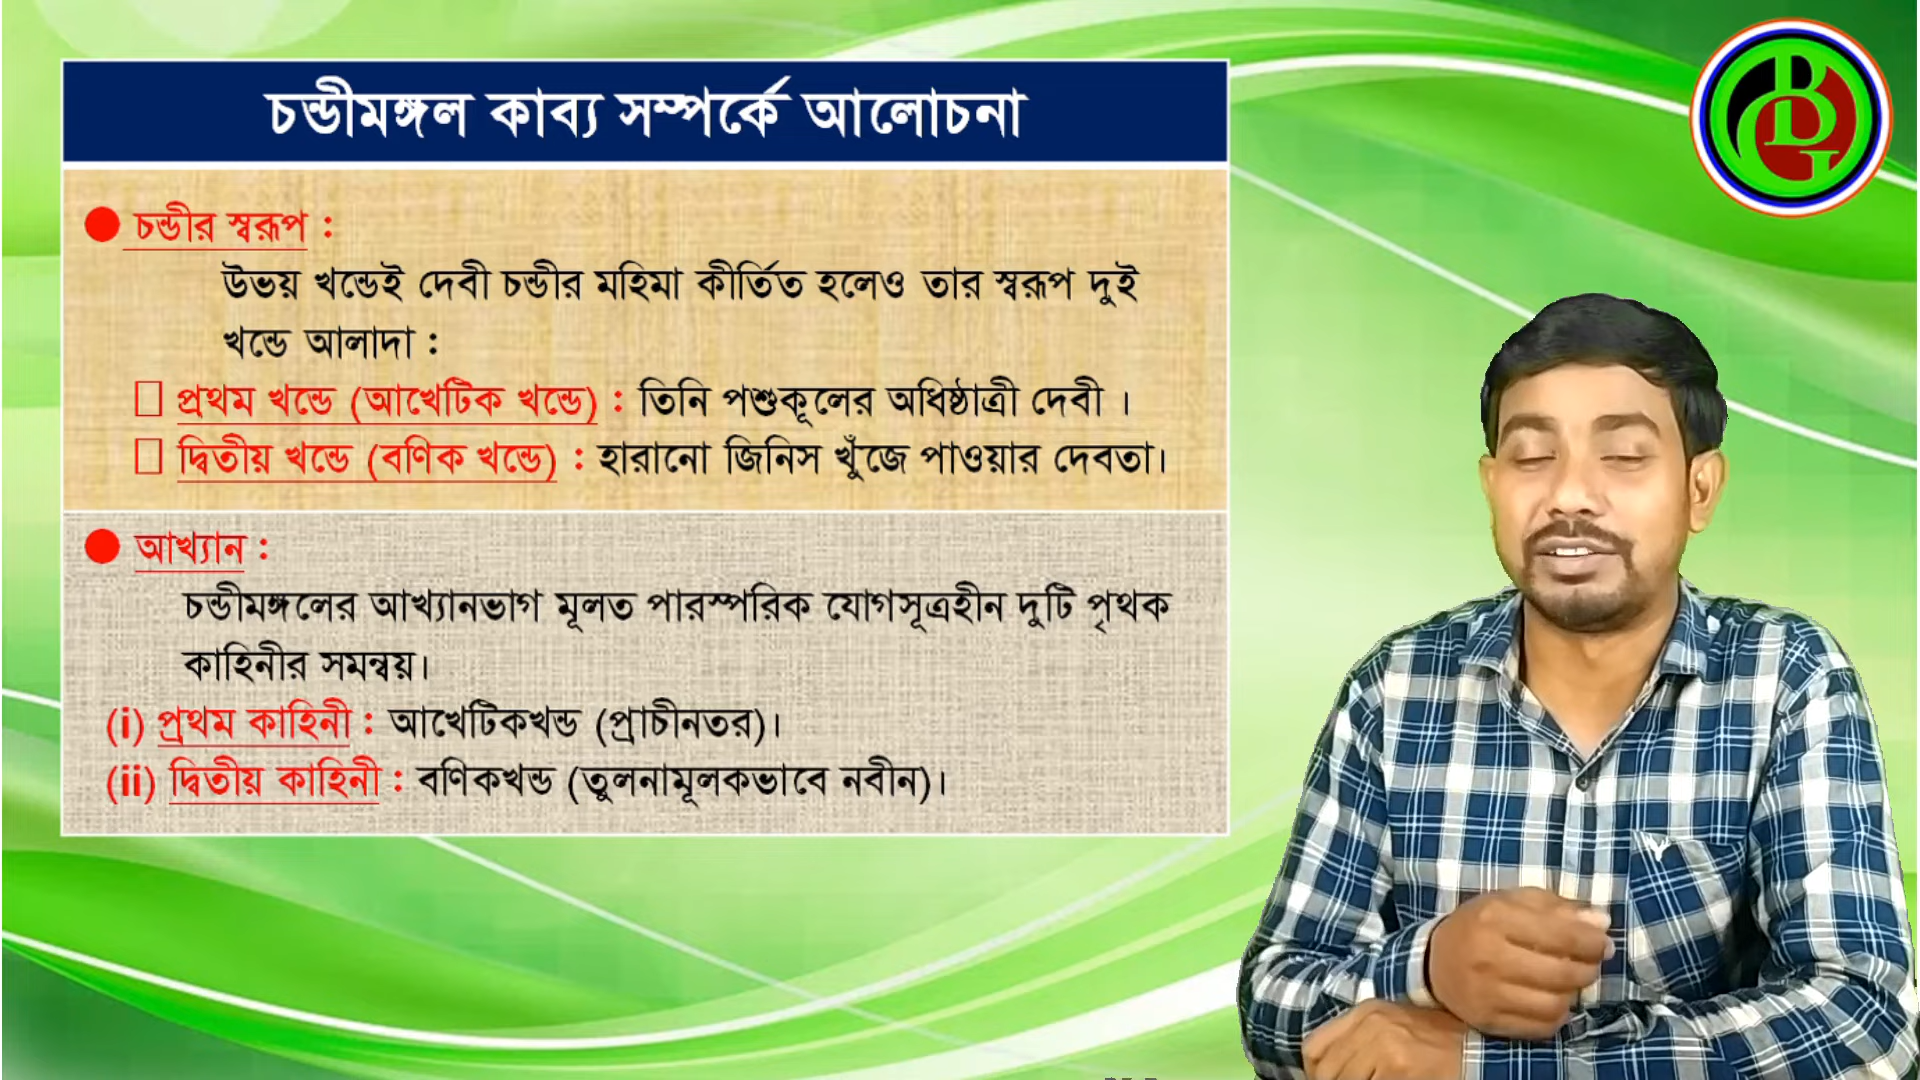 চন্ডীমঙ্গল কাব্য সম্পর্কে আলোচনা
চন্ডীর স্বরূপ :
উভয় খন্ডেই দেবী চন্ডীর মহিমা কীর্তিত হলেও তার স্বরূপ দুই
খন্ডে আলাদা :
প্রথম খন্ডে (আখেটিক খন্ডে) : তিনি পশুকূলের অধিষ্ঠাত্রী দেবী ।
দ্বিতীয় খন্ডে (বণিক খন্ডে) : হারানো জিনিস খুঁজে পাওয়ার দেবতা।
আখ্যান :
চন্ডীমঙ্গলের আখ্যানভাগ মূলত পারস্পরিক যোগসূত্রহীন দুটি পৃথক
কাহিনীর সমন্বয়।
(i) প্রথম কাহিনী : আখেটিকখন্ড (প্রাচীনতর)।
(ii) দ্বিতীয় কাহিনী : বণিকখন্ড (তুলনামূলকভাবে নবীন)।